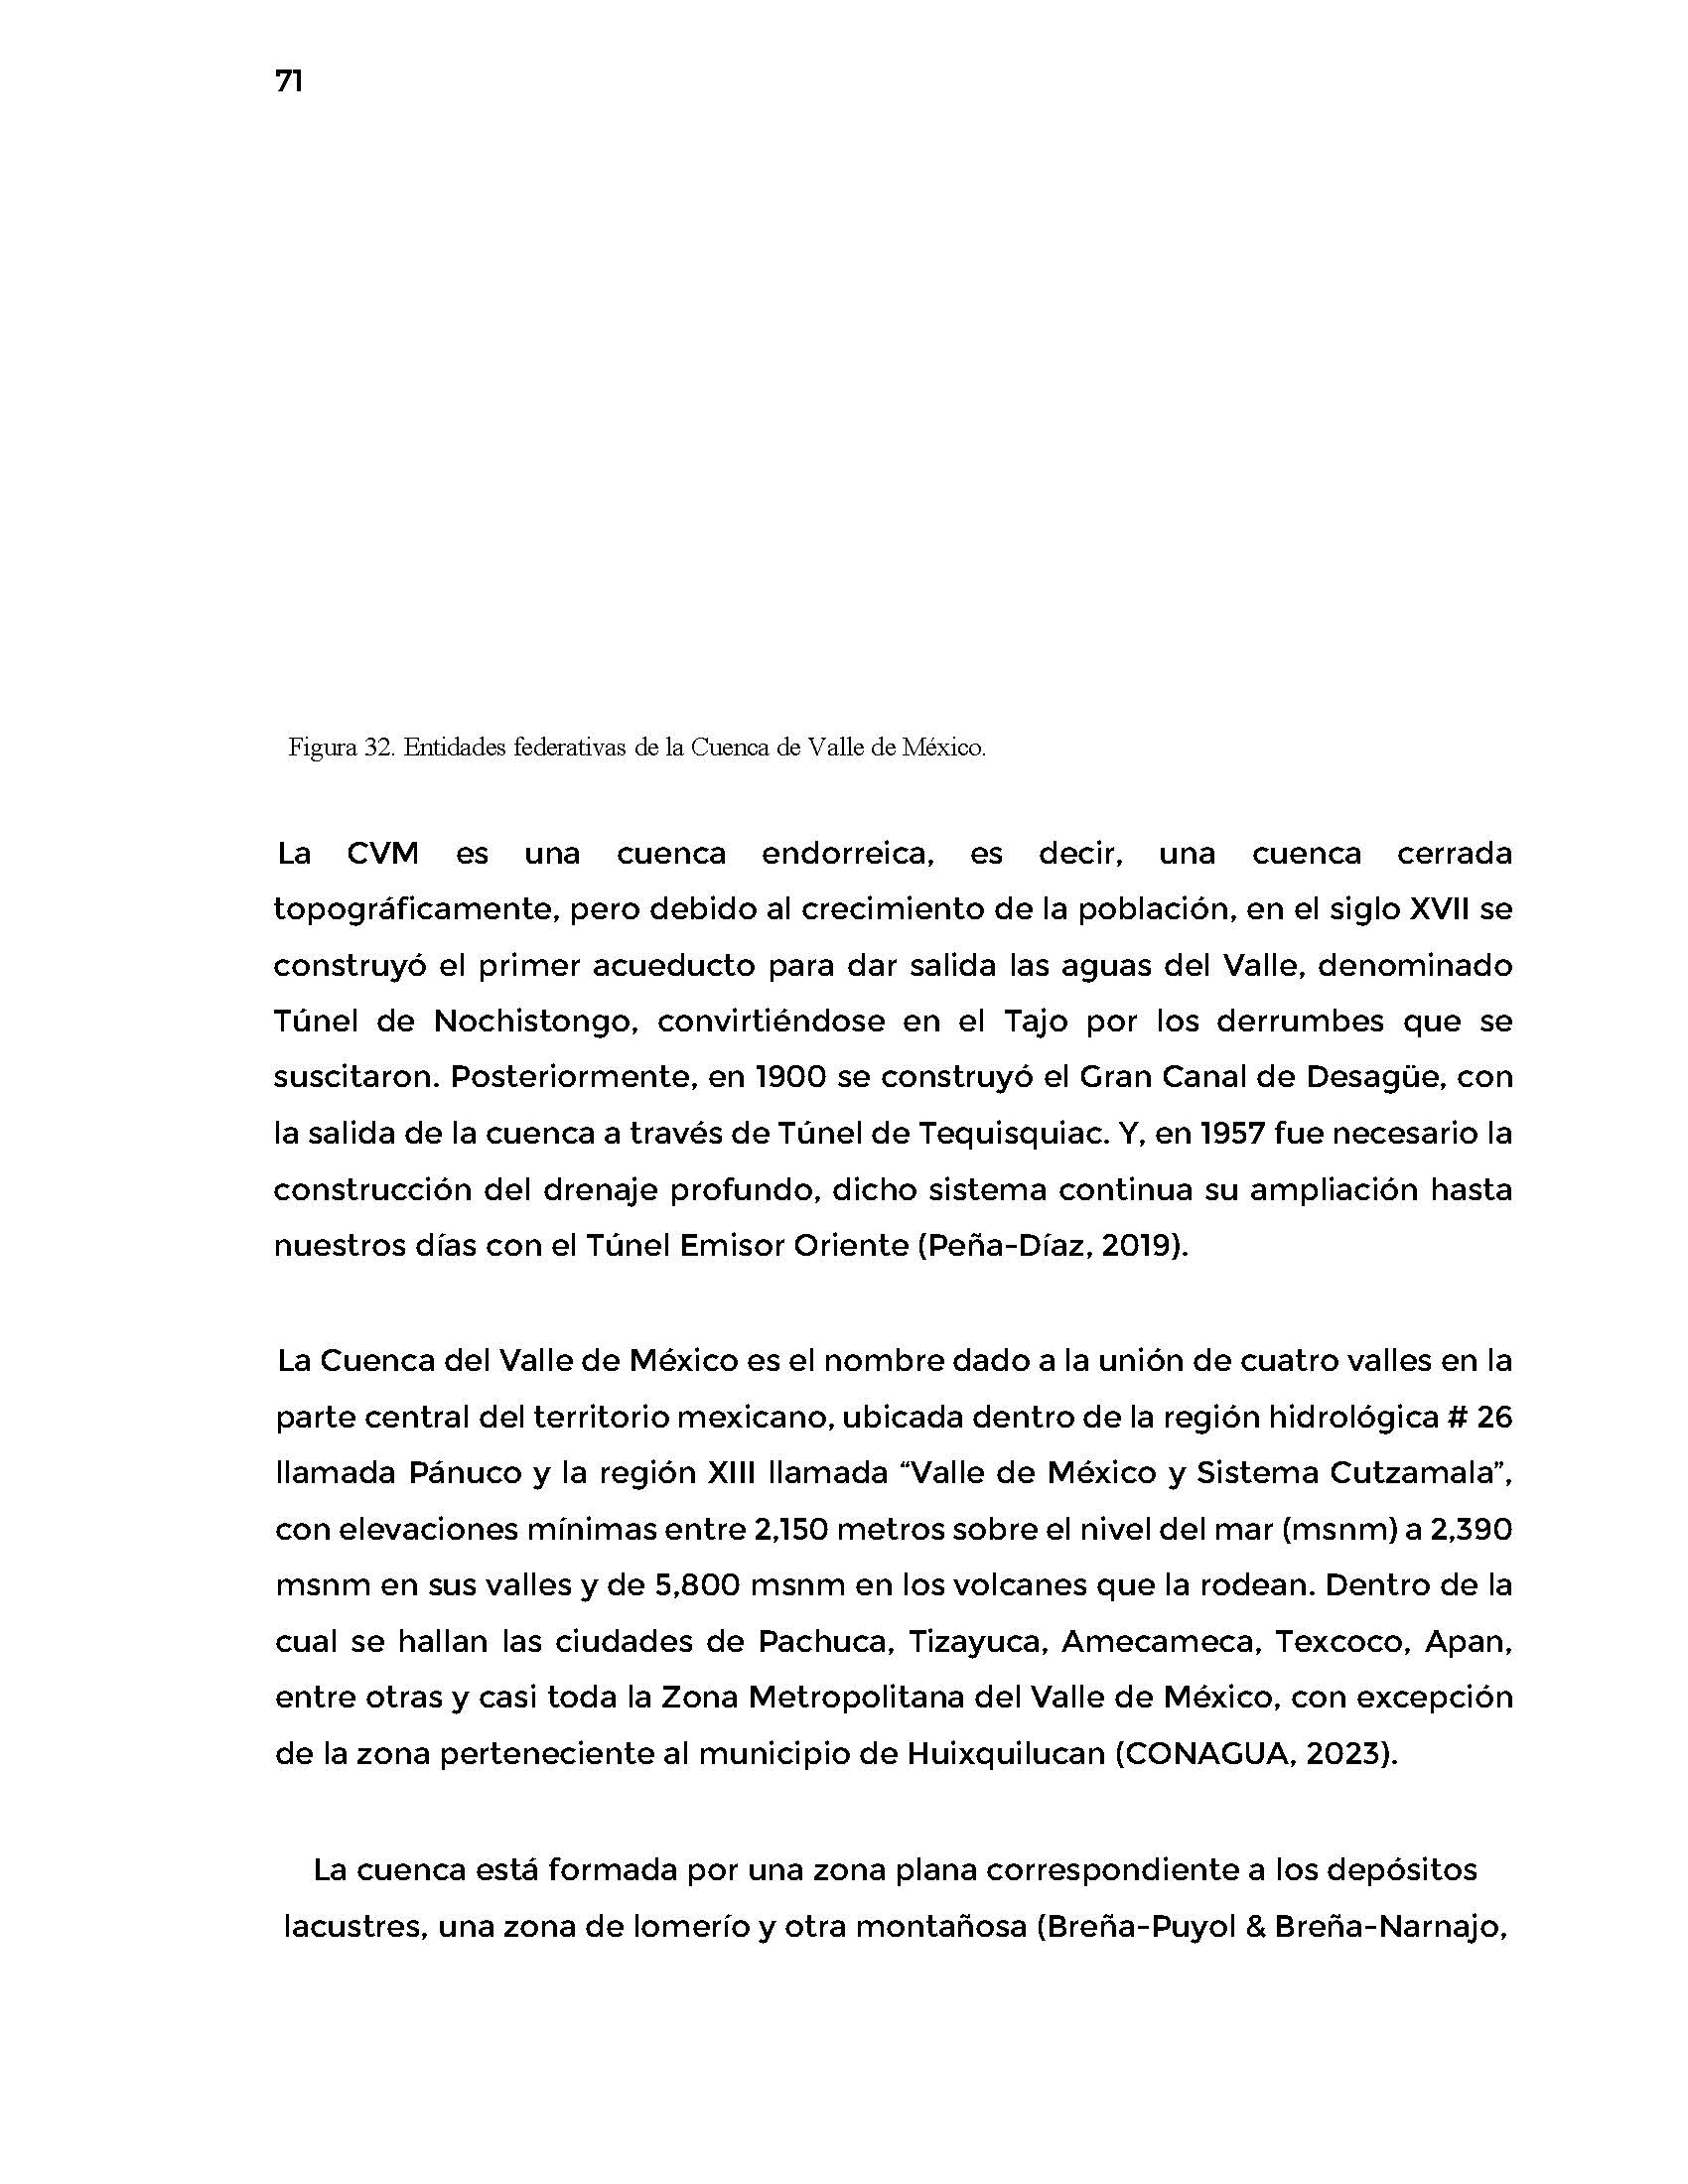 71
Figura 32. Entidades federativas de la Cuenca de Valle de México.
La CVM es una cuenca endorreica, es decir, una cuenca cerrada
topográficamente, pero debido al crecimiento de la población, en el siglo XVII se
construyó el primer acueducto para dar salida las aguas del Valle, denominado
Túnel de Nochistongo, convirtiéndose en el Tajo por los derrumbes que se
suscitaron. Posteriormente, en 1900 se construyó el Gran Canal de Desagüe, con
la salida de la cuenca a través de Túnel de Tequisquiac. Y, en 1957 fue necesario la
construcción del drenaje profundo, dicho sistema continua su ampliación hasta
nuestros días con el Túnel Emisor Oriente (Peña-Díaz, 2019).
La Cuenca del Valle de México es el nombre dado a la unión de cuatro valles en la
parte central del territorio mexicano, ubicada dentro de la región hidrológica # 26
llamada Pánuco y la región XIII llamada “Valle de México y Sistema Cutzamala”,
con elevaciones mínimas entre 2,150 metros sobre el nivel del mar (msnm) a 2,390
msnm en sus valles y de 5,800 msnm en los volcanes que la rodean. Dentro de la
cual se hallan las ciudades de Pachuca, Tizayuca, Amecameca, Texcoco, Apan,
entre otras y casi toda la Zona Metropolitana del Valle de México, con excepción
de la zona perteneciente al municipio de Huixquilucan (CONAGUA, 2023).
La cuenca está formada por una zona plana correspondiente a los depósitos
lacustres, una zona de lomerío y otra montañosa (Breña-Puyol & Breña-Narnajo,